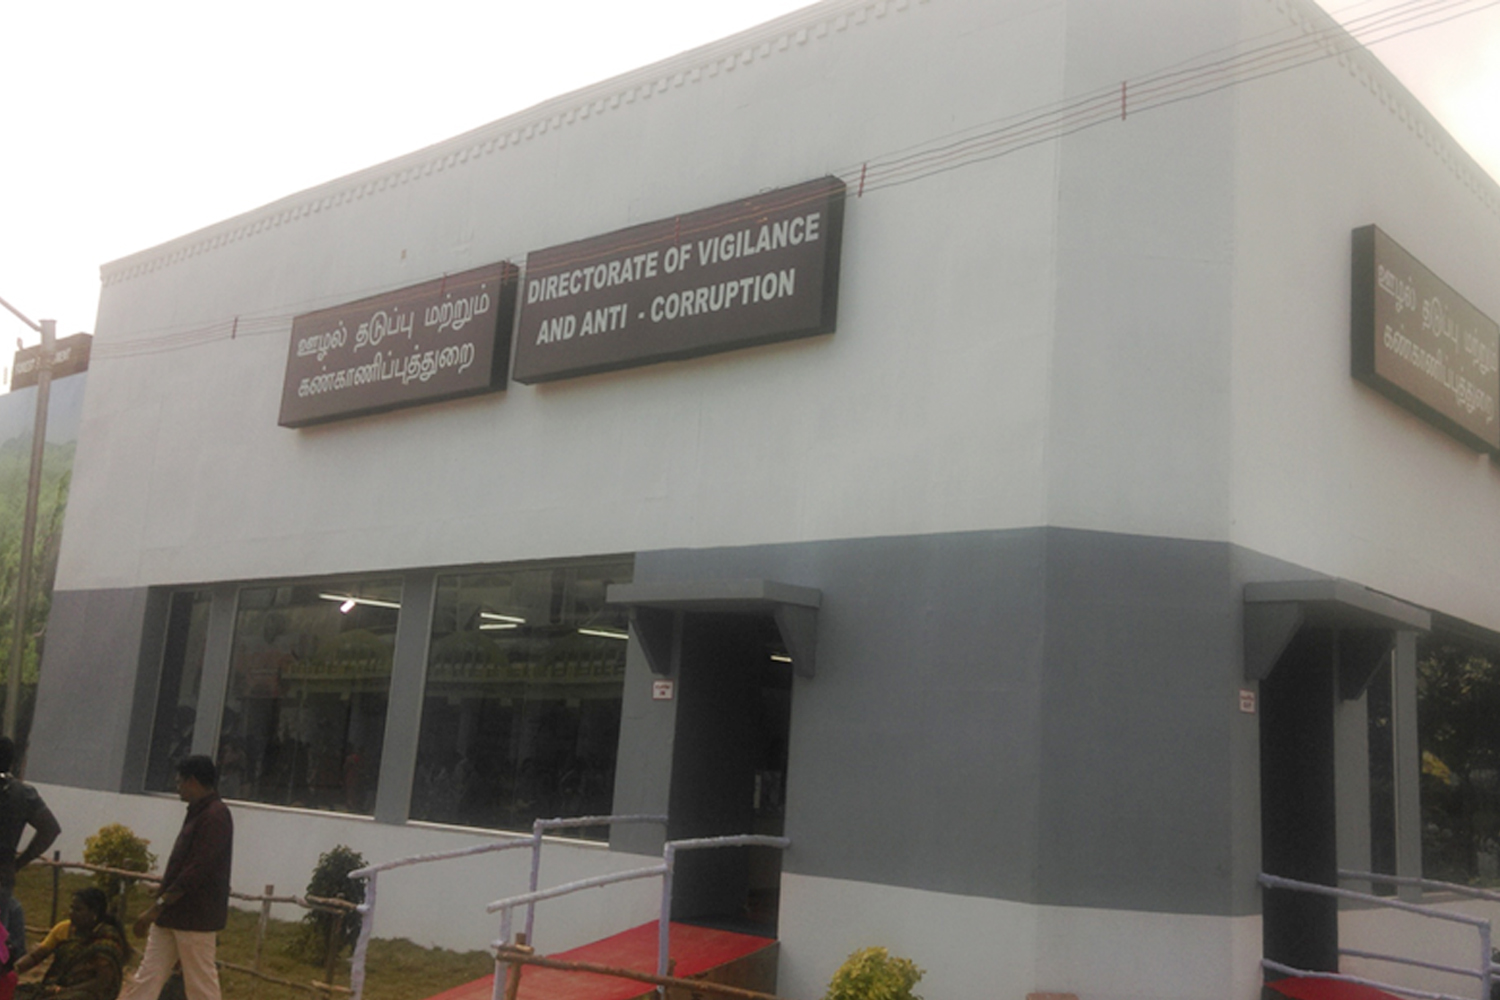 ஊழல் தடுப்பு மற்றும்
கண்காணிப்புத்துறை
DIRECTORATE OF VIGILANCE
AND ANTI - CORRUPTION
ஊழல் தடுப்பு மற்றும்
கண்காணிப்புத்துறை